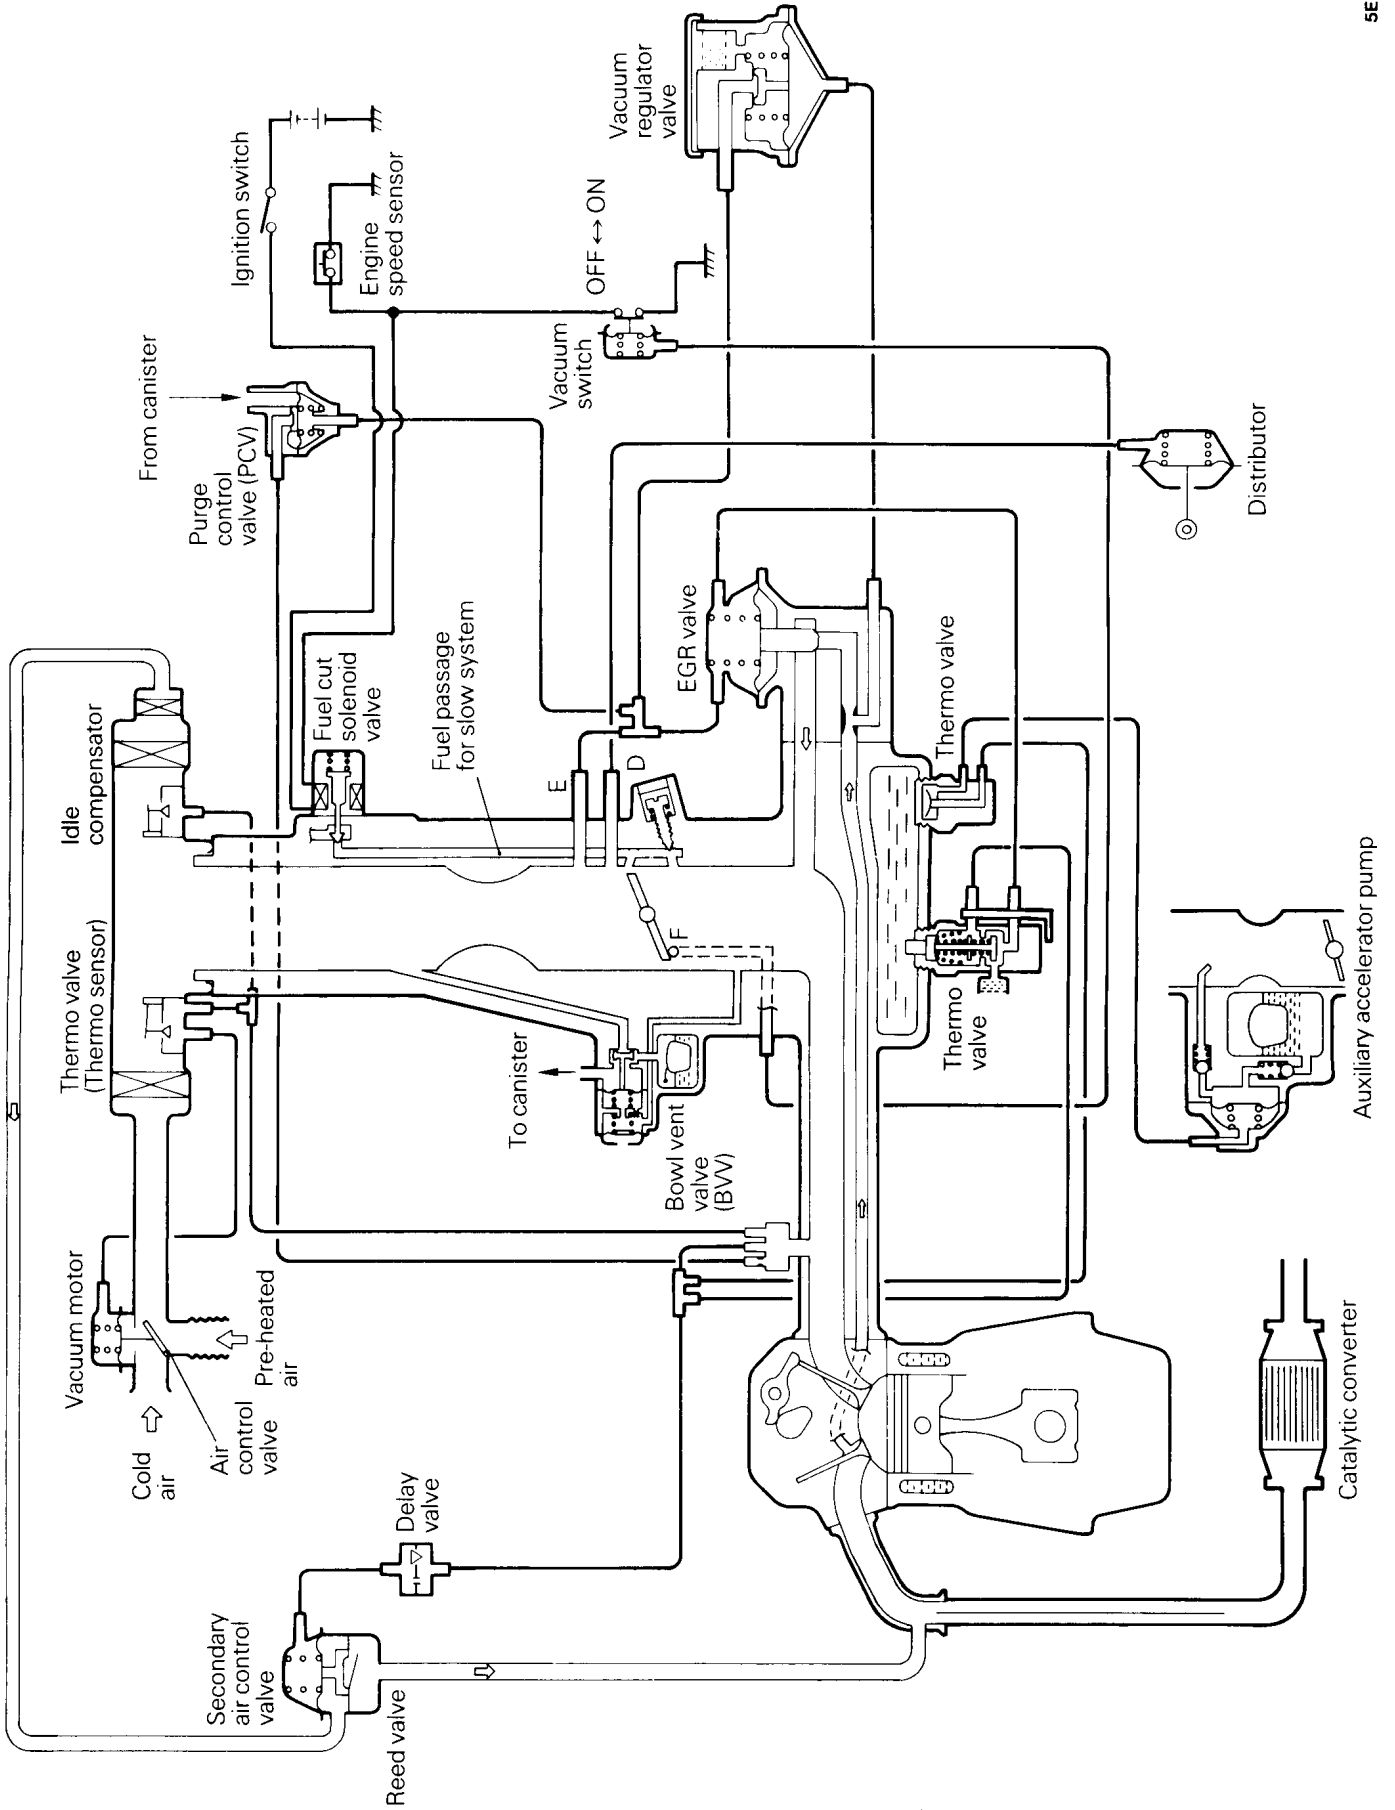 5E
Ignition switch
Engine
speed sensor
Vacuum
regulator
valve
OFF ↔ ON
Vacuum
switch
From canister
Purge
control
valve (PCV)
Distributor
Idle
compensator
Fuel cut
solenoid
valve
Fuel passage
for slow system
E
D
EGR valve
Thermo valve
Thermo valve
(Thermo sensor)
F
Thermo
valve
To canister
Bowl vent
valve
(BVV)
Auxiliary accelerator pump
Vacuum motor
Pre-heated
air
Cold
air
Air
control
valve
Delay
valve
Secondary
air control
valve
Reed valve
Catalytic converter